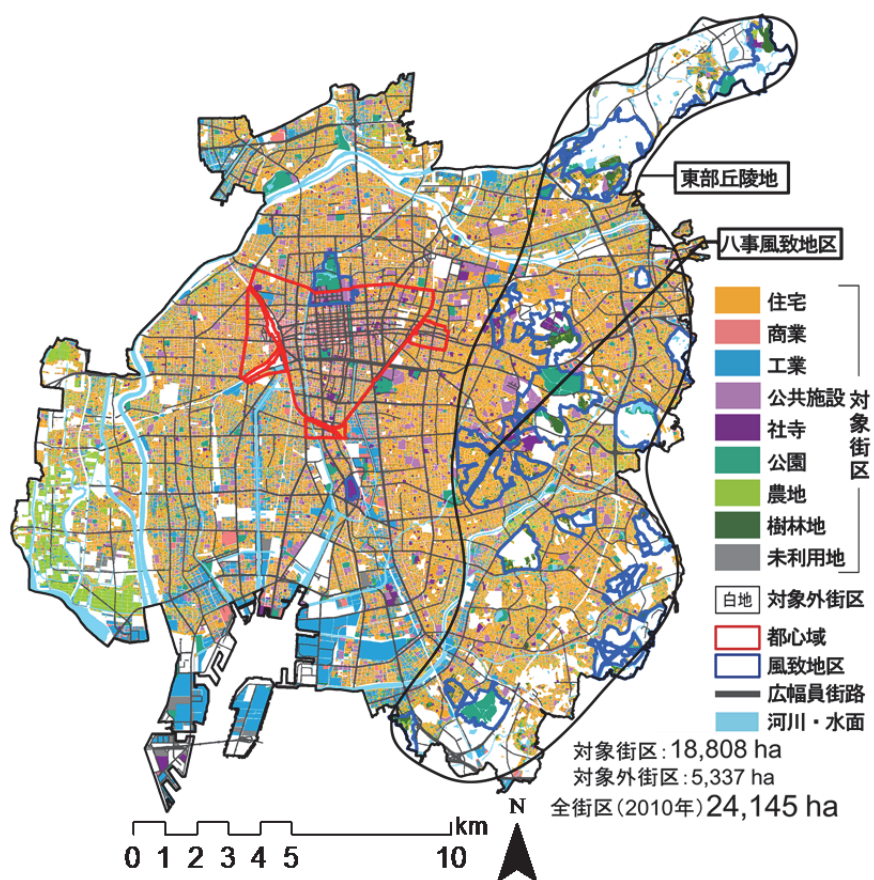 東部丘陵地
八事風致地区
住宅
商業
工業
公共施設
社寺
公園
農地
樹林地
未利用地
対象街区
白地 対象外街区
都心域
風致地区
広幅員街路
河川・水面
対象街区:18,808 ha
対象外街区:5,337 ha
全街区(2010年)24,145 ha
N
km
0 1 2 3 4 5 10